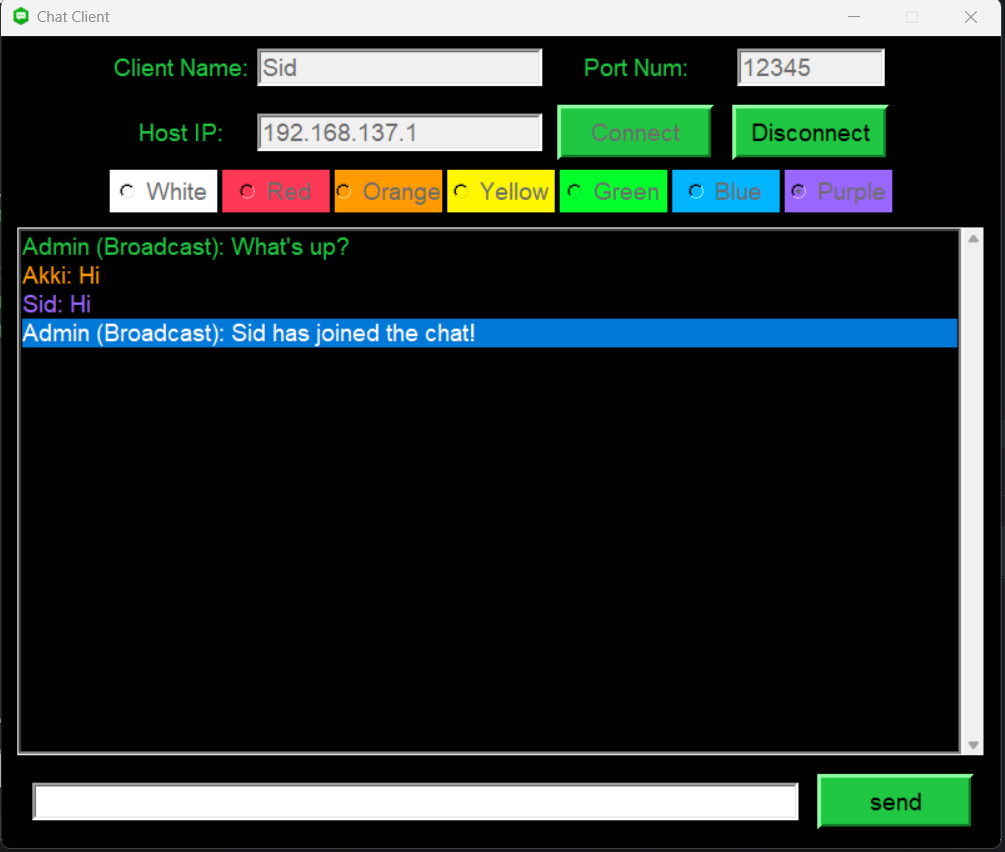 Chat Client
Client Name: Sid Port Num: 12345
Host IP: 192.168.137.1 Connect Disconnect
White Red Orange Yellow Green Blue Purple
Admin (Broadcast): What's up?
Akki: Hi
Sid: Hi
Admin (Broadcast): Sid has joined the chat!
send